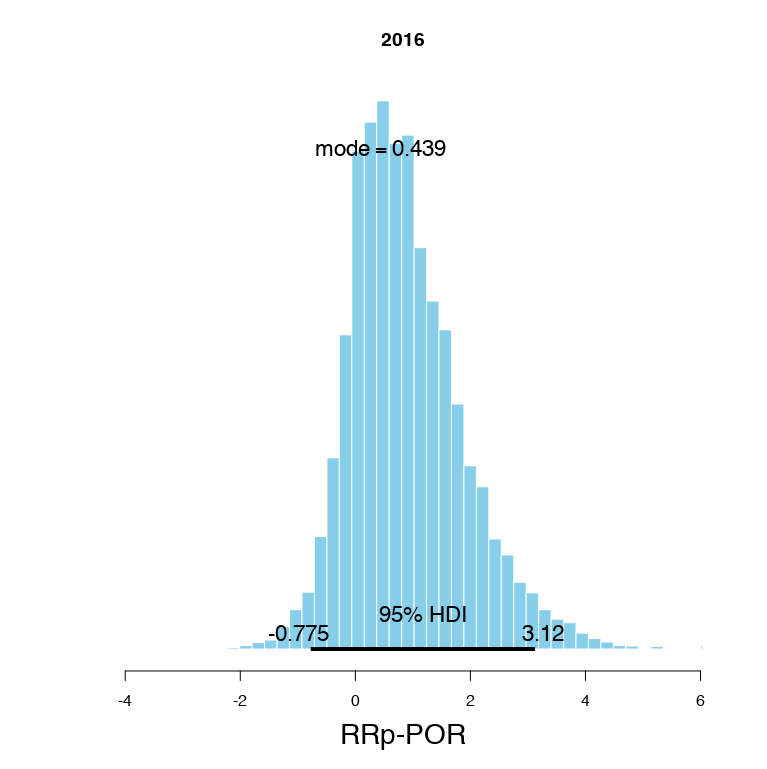 2016
mode = 0.439
95% HDI
-0.775 3.12
-4 -2 0 2 4 6
RRp-POR